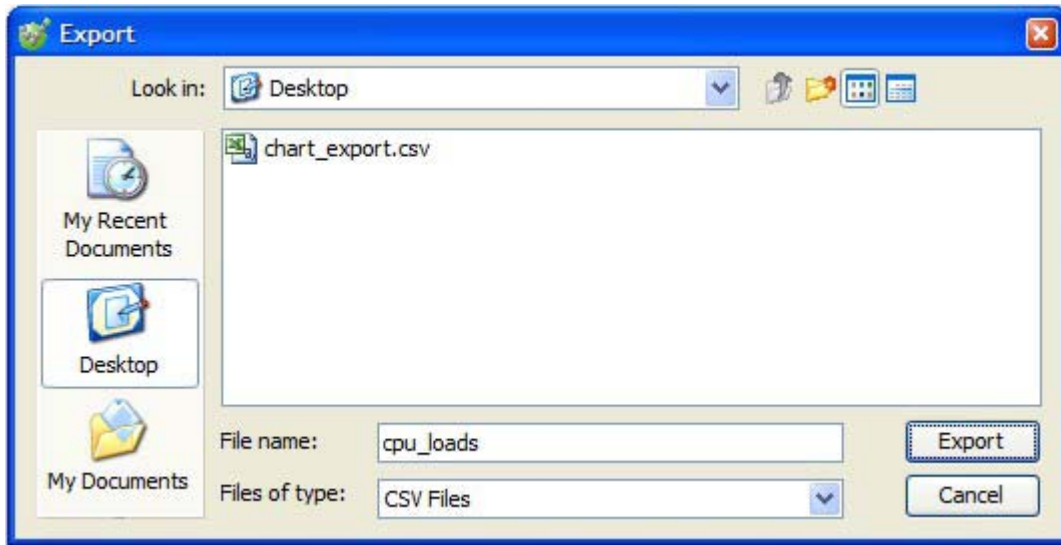 Export
Look in:
Desktop
chart_export.csv
My Recent
Documents
Desktop
My Documents
File name:
cpu_loads
Export
Files of type:
CSV Files
Cancel